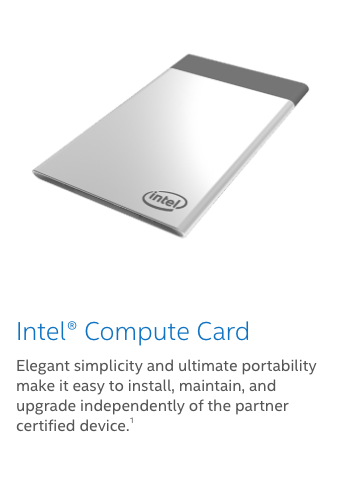 intel
Intel® Compute Card
Elegant simplicity and ultimate portability
make it easy to install, maintain, and
upgrade independently of the partner
certified device.¹